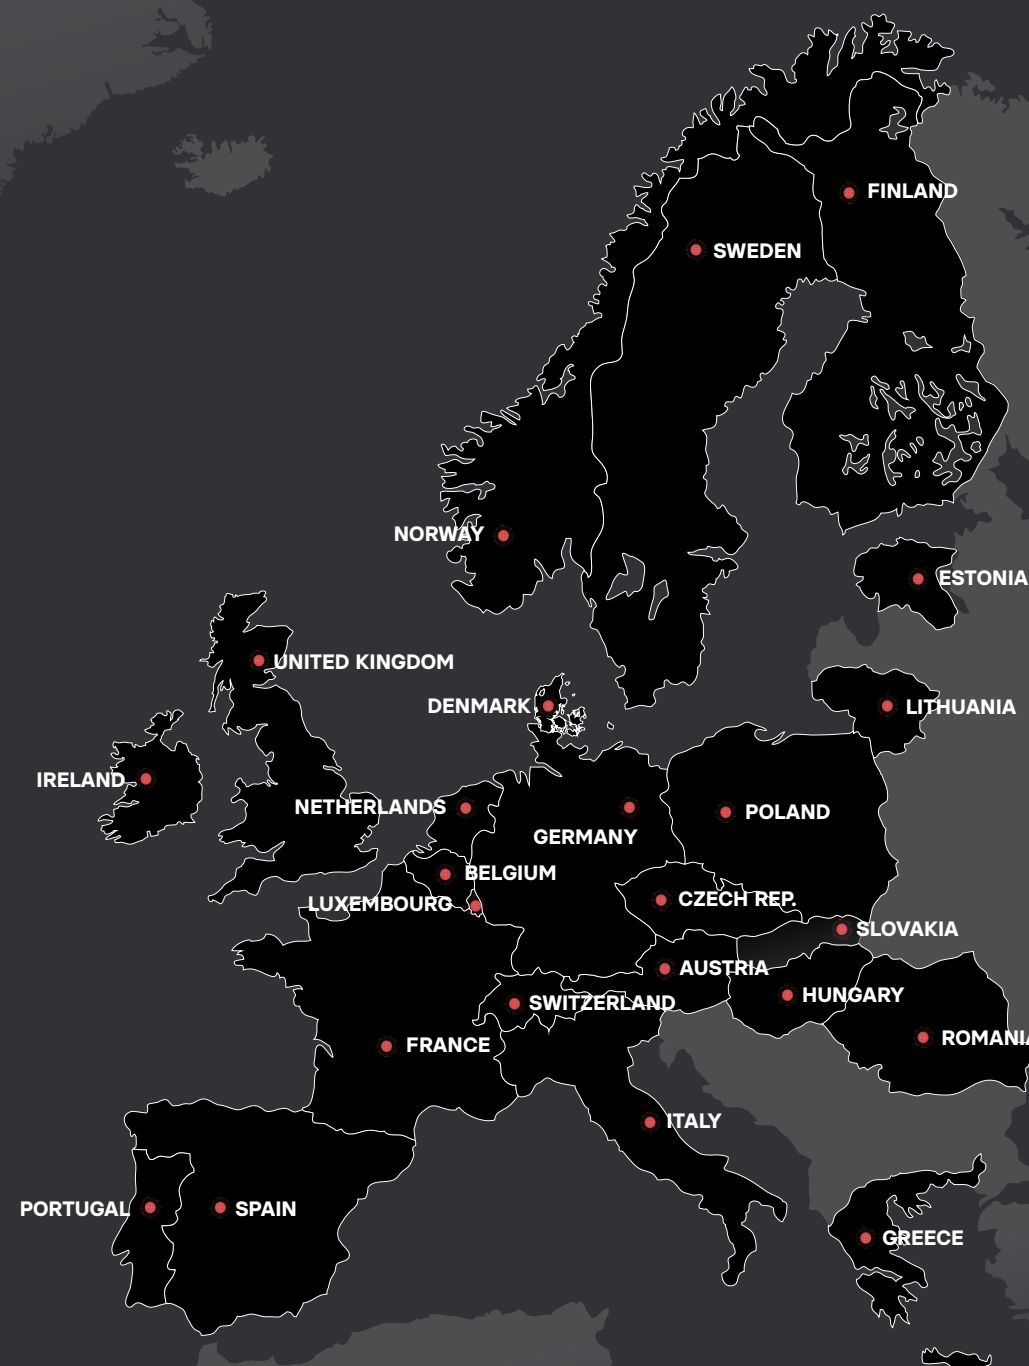 FINLAND
SWEDEN
NORWAY
ESTONIA
UNITED KINGDOM
DENMARK
LITHUANIA
IRELAND
NETHERLANDS
POLAND
GERMANY
BELGIUM
CZECH REP.
LUXEMBOURG
SLOVAKIA
AUSTRIA
HUNGARY
SWITZERLAND
ROMANIA
FRANCE
ITALY
PORTUGAL
SPAIN
GREECE